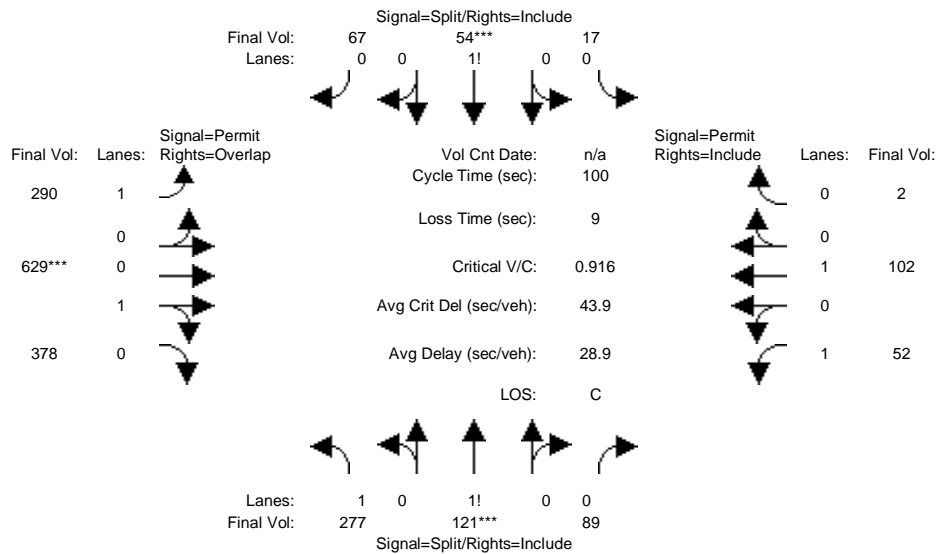 Signal=Split/Rights=Include
Final Vol: 67 54*** 17
Lanes: 0 0 1! 0 0
Signal=Permit Signal=Permit
Final Vol: Lanes: Rights=Overlap Vol Cnt Date: n/a Rights=Include Lanes: Final Vol:
Cycle Time (sec): 100
290 1 0 2
Loss Time (sec): 9
0 0
629*** 0 Critical V/C: 0.916 1 102
1 Avg Crit Del (sec/veh): 43.9 0
378 0 Avg Delay (sec/veh): 28.9 1 52
LOS: C
Lanes: 1 0 1! 0 0
Final Vol: 277 121*** 89
Signal=Split/Rights=Include